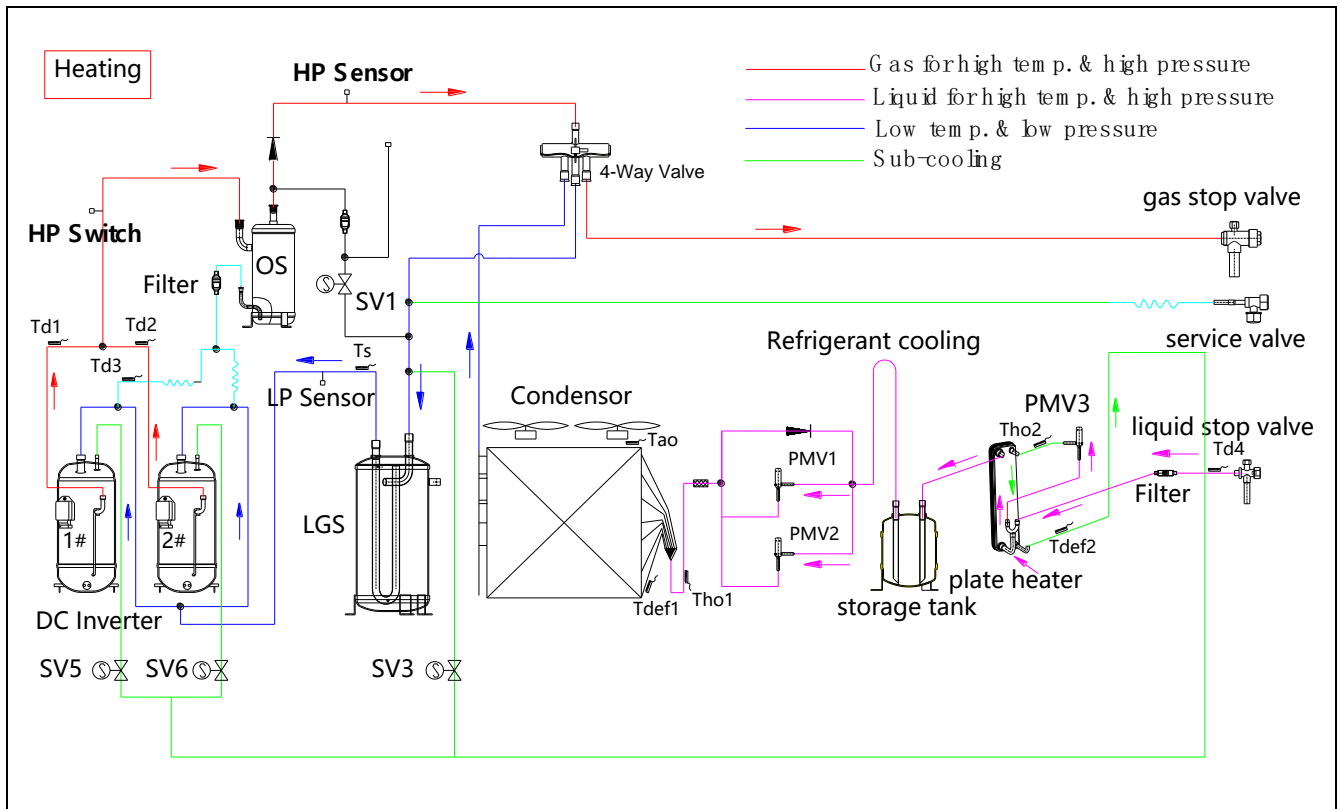 Heating
HP Sensor
Gas for high temp. & high pressure
Liquid for high temp. & high pressure
Low temp. & low pressure
Sub-cooling
4-Way Valve
gas stop valve
HP Switch
OS
Filter
SV1
service valve
Td1
Td2
Td3
Ts
LP Sensor
Refrigerant cooling
Condensor
Tao
PMV3
Tho2
liquid stop valve
Td4
PMV1
Filter
LGS
1#
2#
PMV2
Tdef2
plate heater
Tdef1
Tho1
storage tank
DC Inverter
SV5
SV6
SV3